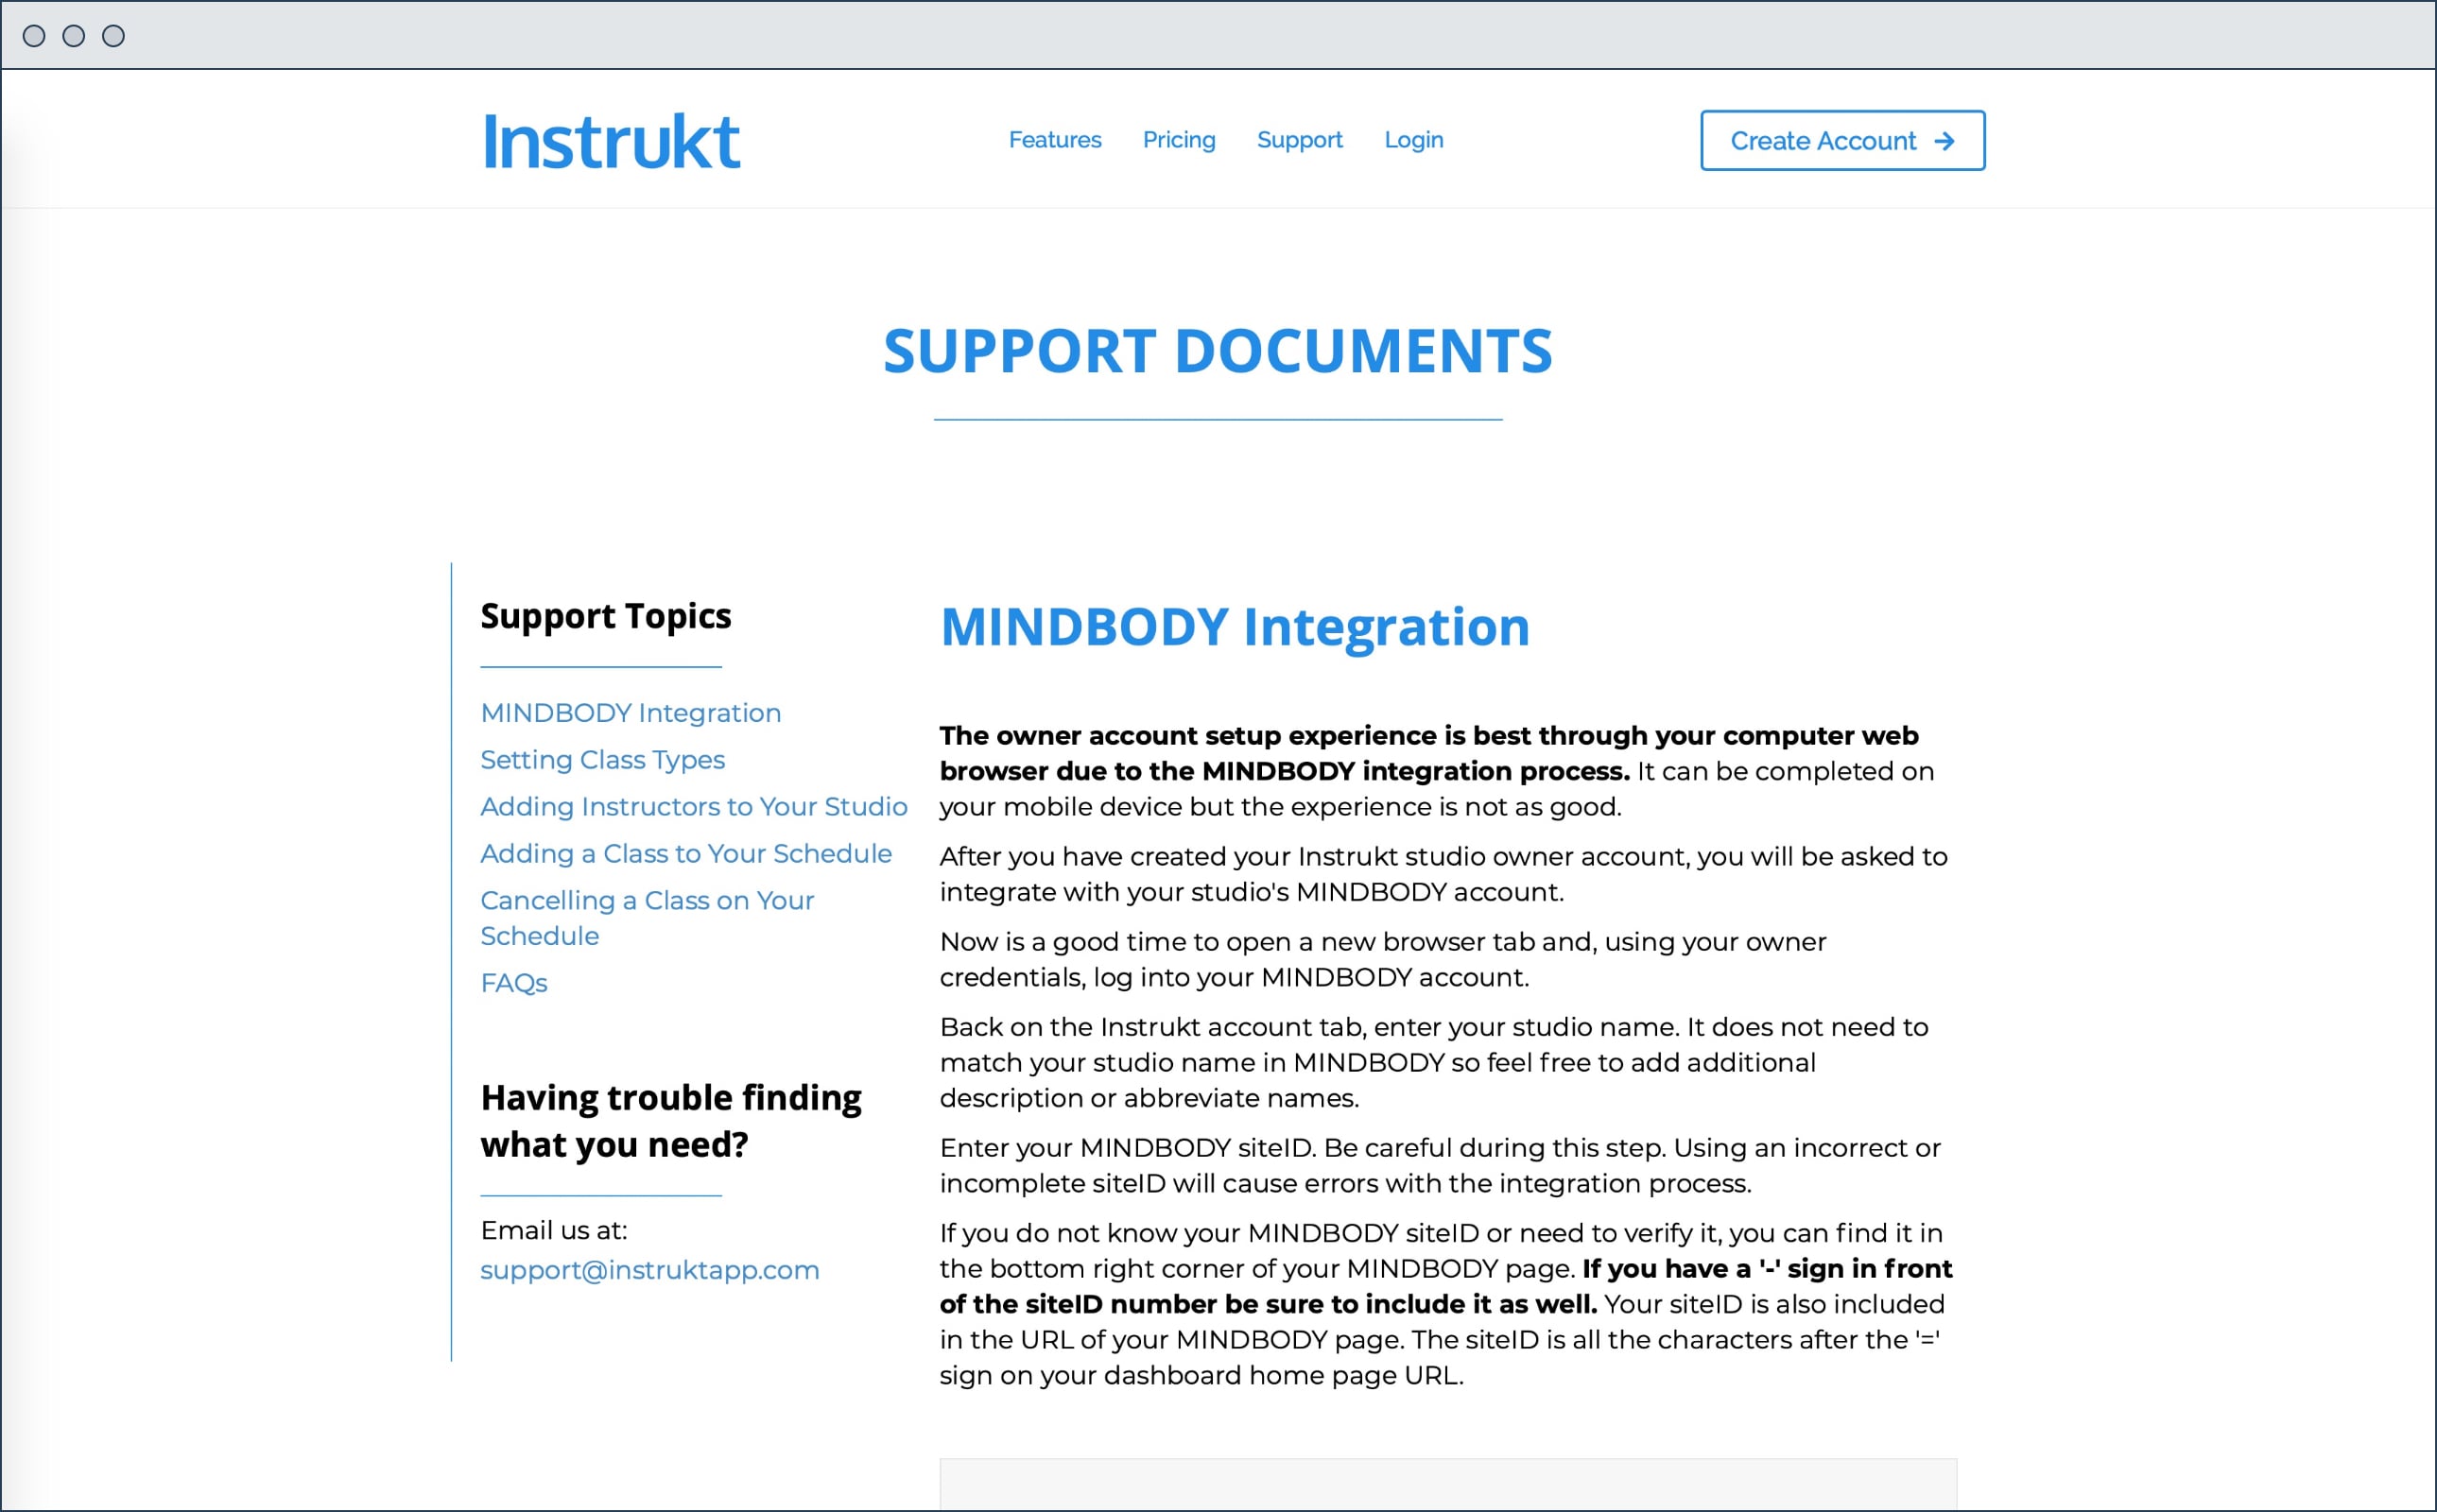 Instrukt
Features
Pricing
Support
Login
Create Account
SUPPORT DOCUMENTS
Support Topics
MINDBODY Integration
Setting Class Types
Adding Instructors to Your Studio
Adding a Class to Your Schedule
Cancelling a Class on Your
Schedule
FAQs
Having trouble finding
what you need?
Email us at:
support@instruktapp.com
MINDBODY Integration
The owner account setup experience is best through your computer web
browser due to the MINDBODY integration process. It can be completed on
your mobile device but the experience is not as good.
After you have created your Instrukt studio owner account, you will be asked to
integrate with your studio's MINDBODY account.
Now is a good time to open a new browser tab and, using your owner
credentials, log into your MINDBODY account.
Back on the Instrukt account tab, enter your studio name. It does not need to
match your studio name in MINDBODY so feel free to add additional
description or abbreviate names.
Enter your MINDBODY siteID. Be careful during this step. Using an incorrect or
incomplete siteID will cause errors with the integration process.
If you do not know your MINDBODY siteID or need to verify it, you can find it in
the bottom right corner of your MINDBODY page. If you have a '-' sign in front
of the siteID number be sure to include it as well. Your siteID is also included
in the URL of your MINDBODY page. The siteID is all the characters after the '='
sign on your dashboard home page URL.